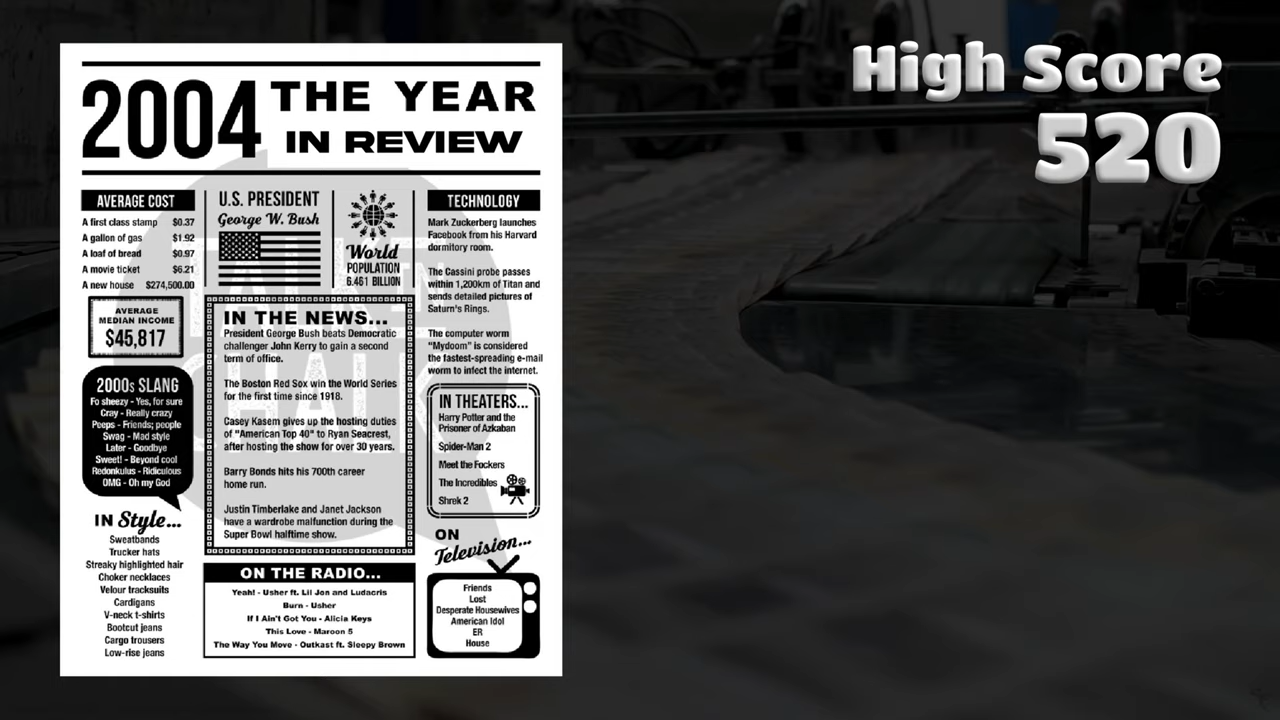 High Score
520
2004 THE YEAR
IN REVIEW
AVERAGE COST
A first class stamp $0.37
A gallon of gas $1.92
A loaf of bread $0.97
A movie ticket $6.21
A new house $274,500.00
AVERAGE
MEDIAN INCOME
$45,817
2000s SLANG
Fo sheezy - Yes, for sure
Cray - Really crazy
Peeps - Friends; people
Swag - Mad style
Later - Goodbye
Sweet! - Beyond cool
Redonkulus - Ridiculous
OMG - Oh my God
IN Style...
Sweatbands
Trucker hats
Streaky highlighted hair
Choker necklaces
Velour tracksuits
Cardigans
V-neck t-shirts
Bootcut jeans
Cargo trousers
Low-rise jeans
U.S. PRESIDENT
George W. Bush
World
POPULATION
6.461 BILLION
IN THE NEWS...
President George Bush beats Democratic
challenger John Kerry to gain a second
term of office.
The Boston Red Sox win the World Series
for the first time since 1918.
Casey Kasem gives up the hosting duties
of "American Top 40" to Ryan Seacrest,
after hosting the show for over 30 years.
Barry Bonds hits his 700th career
home run.
Justin Timberlake and Janet Jackson
have a wardrobe malfunction during the
Super Bowl halftime show.
ON THE RADIO...
Yeah! - Usher ft. Lil Jon and Ludacris
Burn - Usher
If I Ain't Got You - Alicia Keys
This Love - Maroon 5
The Way You Move - Outkast ft. Sleepy Brown
TECHNOLOGY
Mark Zuckerberg launches
Facebook from his Harvard
dormitory room.
The Cassini probe passes
within 1,200km of Titan and
sends detailed pictures of
Saturn's Rings.
The computer worm
“Mydoom” is considered
the fastest-spreading e-mail
worm to infect the internet.
IN THEATERS...
Harry Potter and the
Prisoner of Azkaban
Spider-Man 2
Meet the Fockers
The Incredibles
Shrek 2
ON
Television...
Friends
Lost
Desperate Housewives
American Idol
ER
House